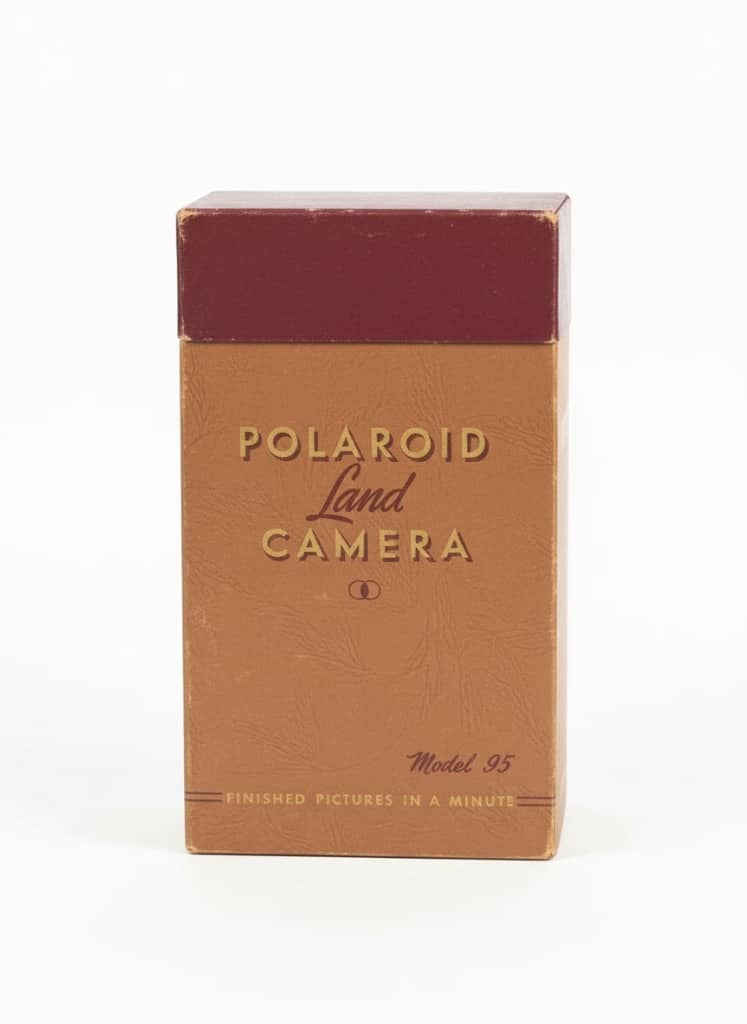 POLAROID
Land
CAMERA
Model 95
FINISHED PICTURES IN A MINUTE